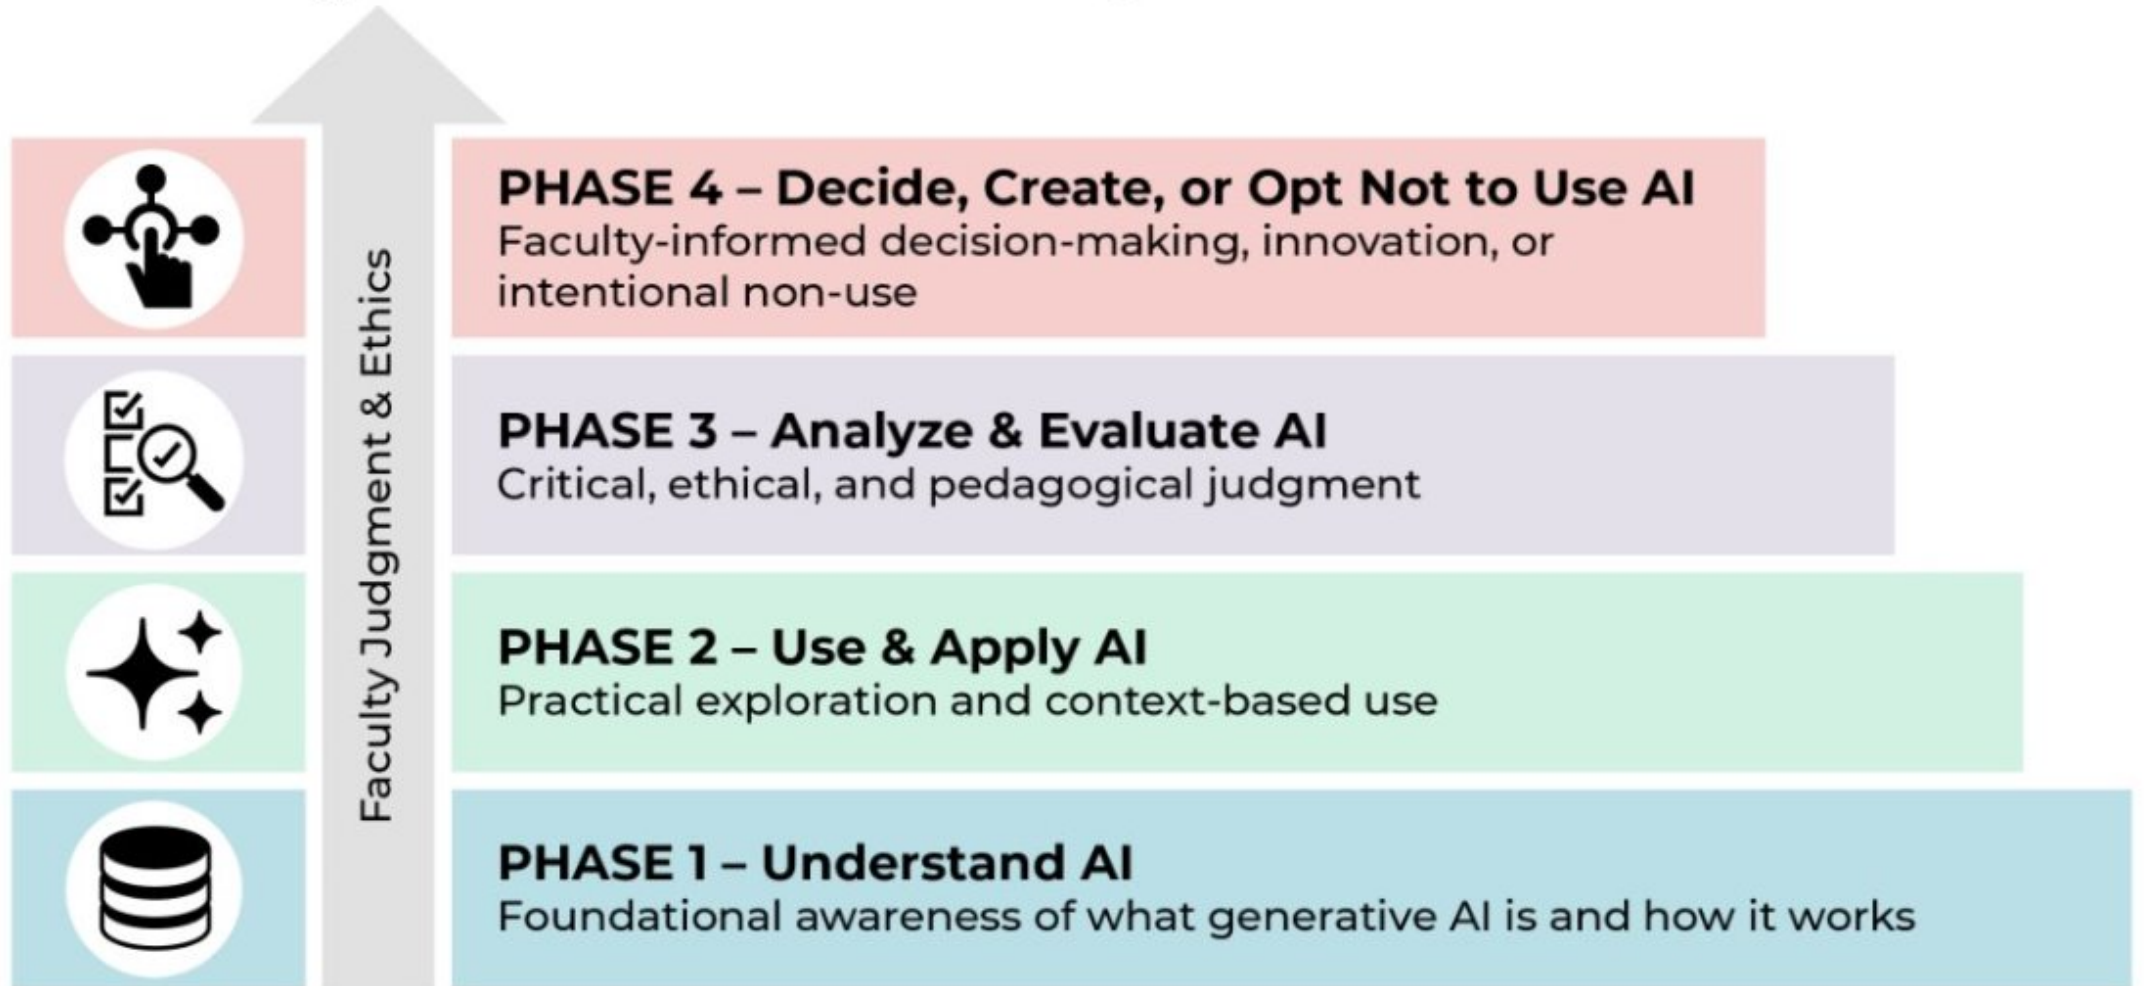 PHASE 4 – Decide, Create, or Opt Not to Use AI
Faculty-informed decision-making, innovation, or
intentional non-use
Faculty Judgment & Ethics
PHASE 3 – Analyze & Evaluate AI
Critical, ethical, and pedagogical judgment
PHASE 2 – Use & Apply AI
Practical exploration and context-based use
PHASE 1 – Understand AI
Foundational awareness of what generative AI is and how it works